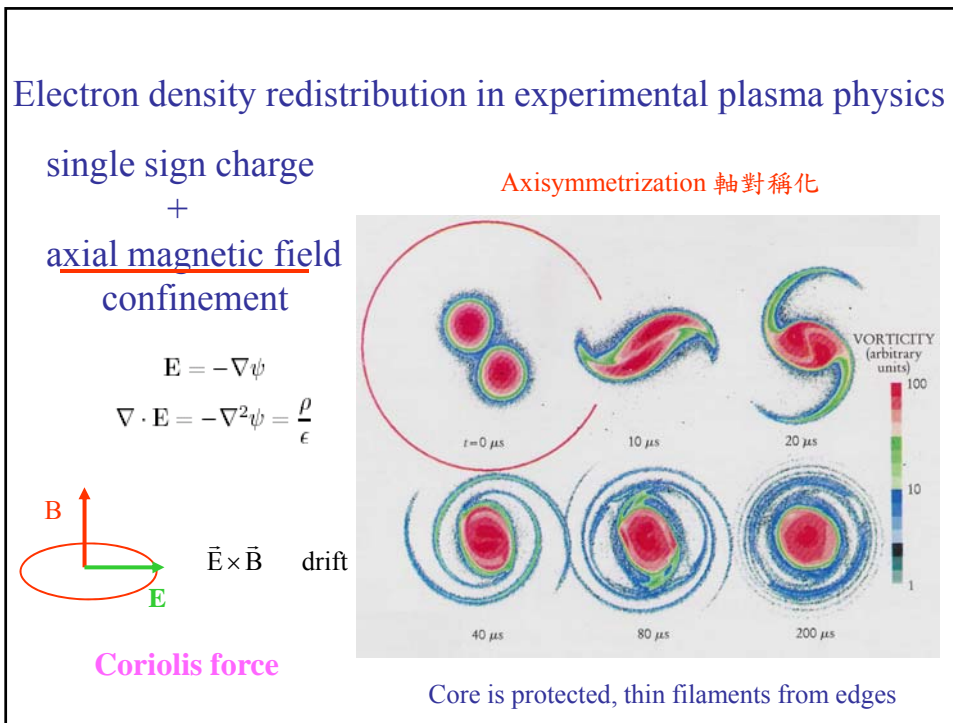 Electron density redistribution in experimental plasma physics
single sign charge
+
axial magnetic field
confinement
E = −∇ψ
∇ · E = −∇²ψ = ρ/ϵ
B
E
E⃗ × B⃗ drift
Coriolis force
Axisymmetrization 軸對稱化
VORTICITY
(arbitrary
units)
100
10
1
t=0 μs
10 μs
20 μs
40 μs
80 μs
200 μs
Core is protected, thin filaments from edges